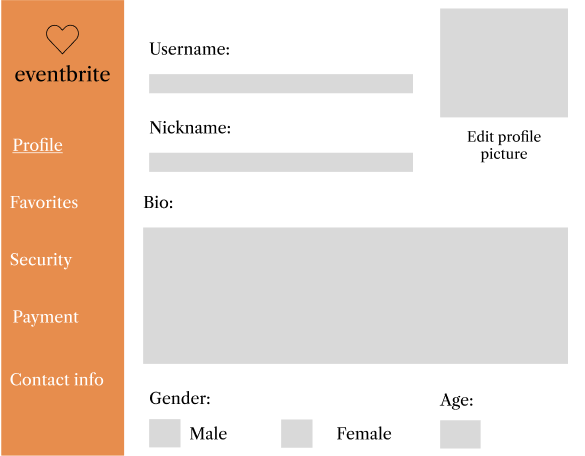 eventbrite
Profile
Favorites
Security
Payment
Contact info
Username:
Nickname:
Edit profile
picture
Bio:
Gender:
Male
Female
Age: